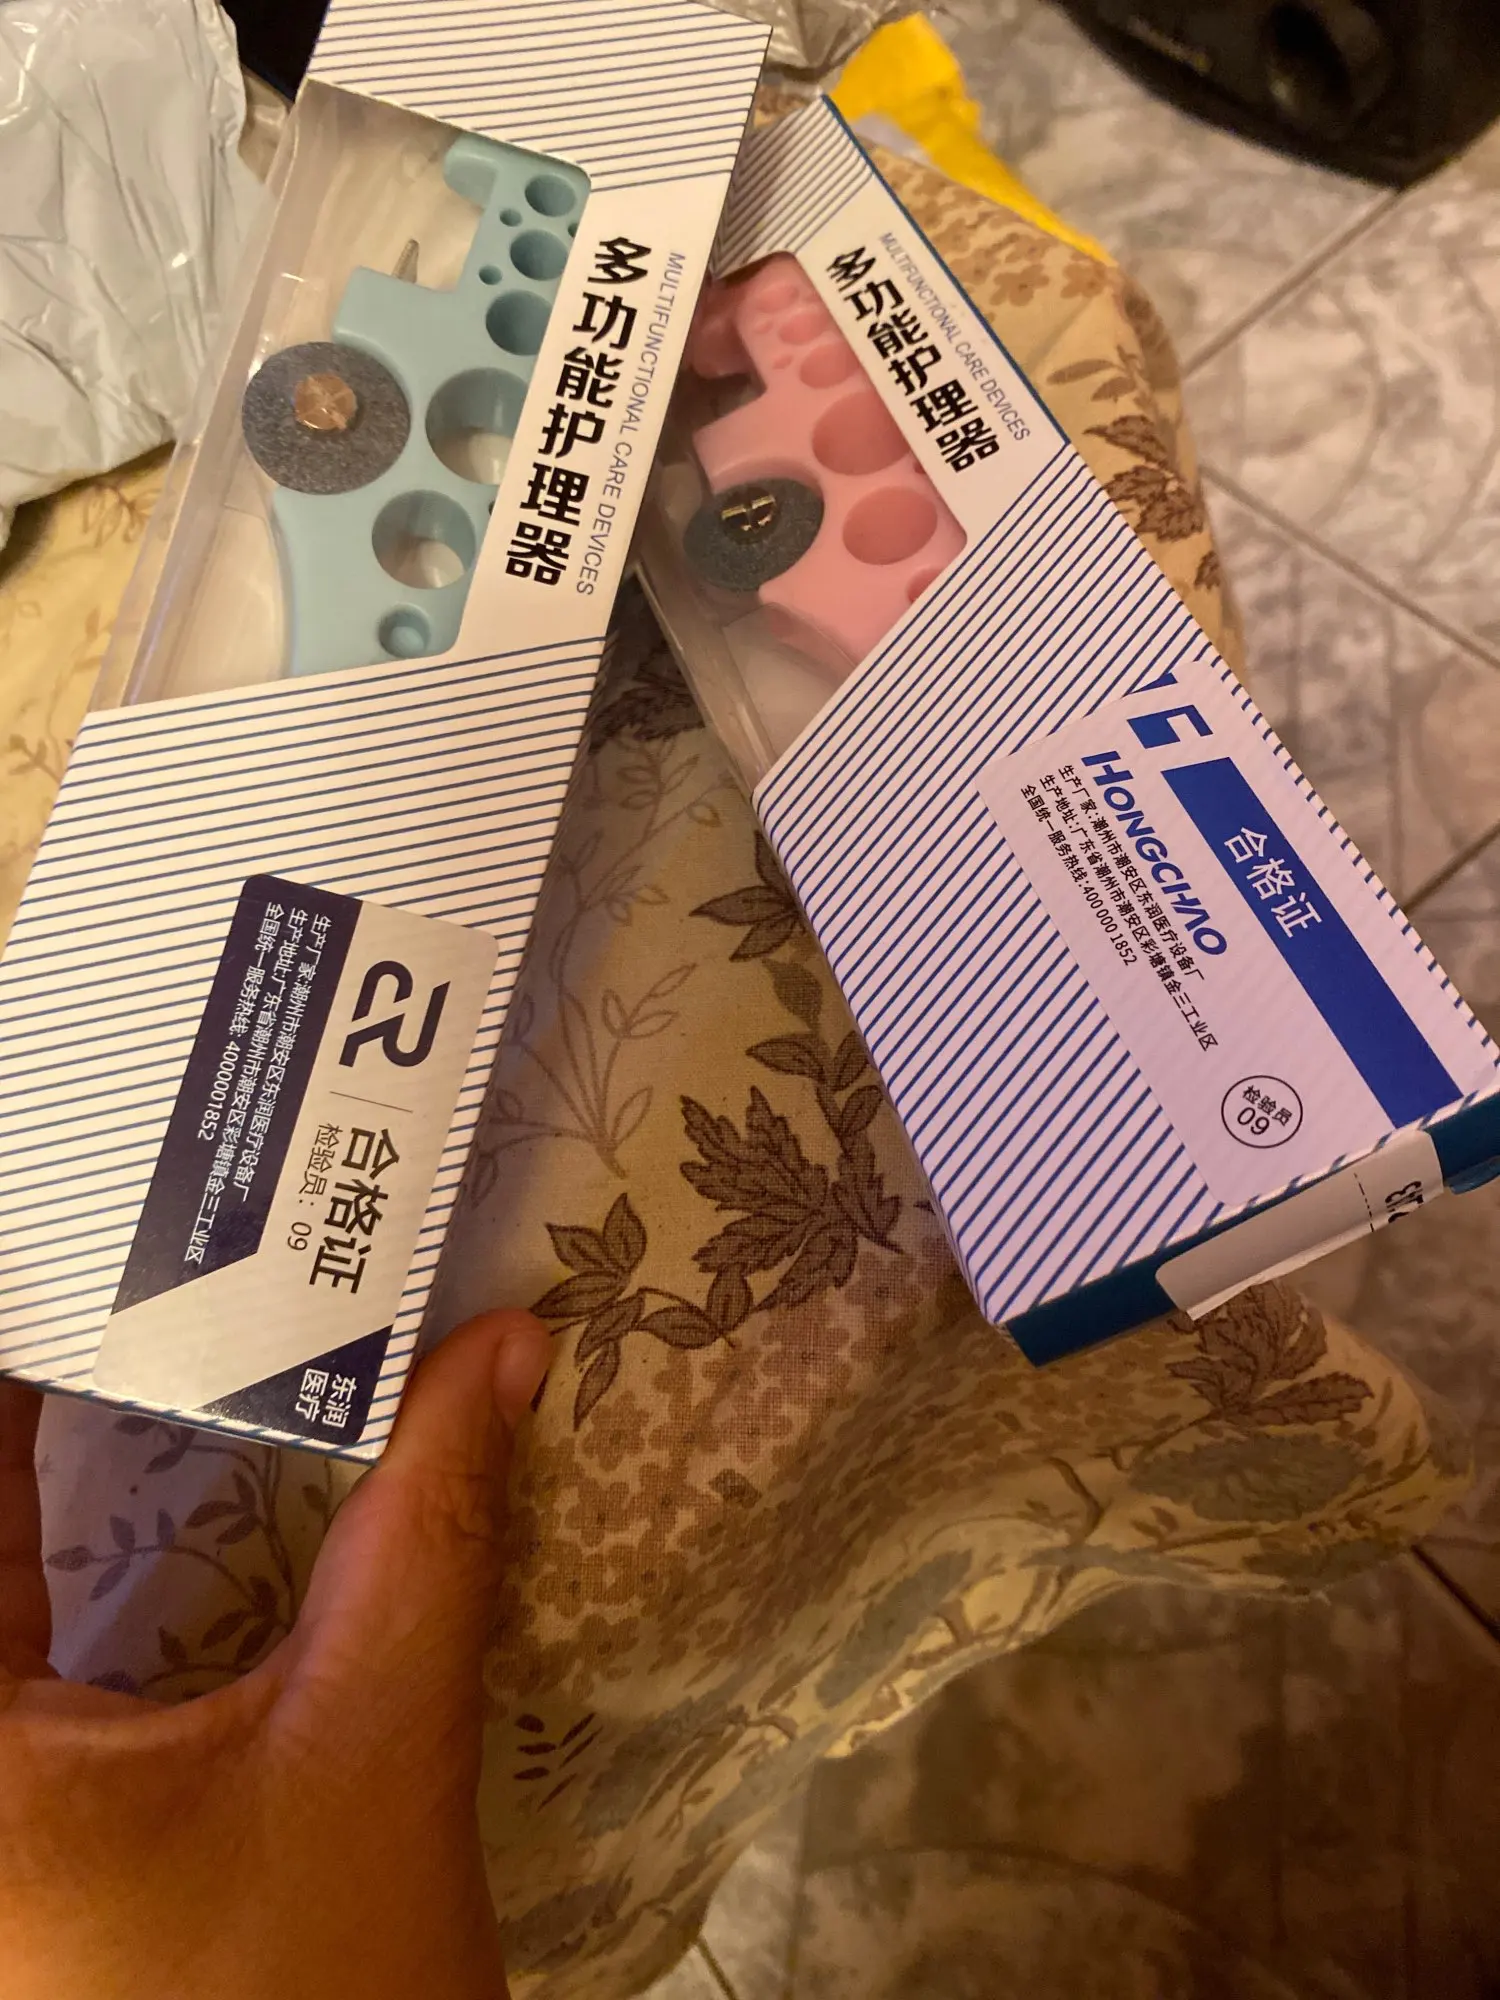 多功能护理器
MULTIFUNCTIONAL CARE DEVICES
合格证
检验员: 09
生产厂家:潮州市潮安区东润医疗设备厂
生产地址:广东省潮州市潮安区彩塘镇金三工业区
全国统一服务热线: 4000001852
东润
医疗
多功能护理器
MULTIFUNCTIONAL CARE DEVICES
合格证
HONGCHAO
生产厂家:潮州市潮安区东润医疗设备厂
生产地址:广东省潮州市潮安区彩塘镇金三工业区
全国统一服务热线:4000001852
检验员
09